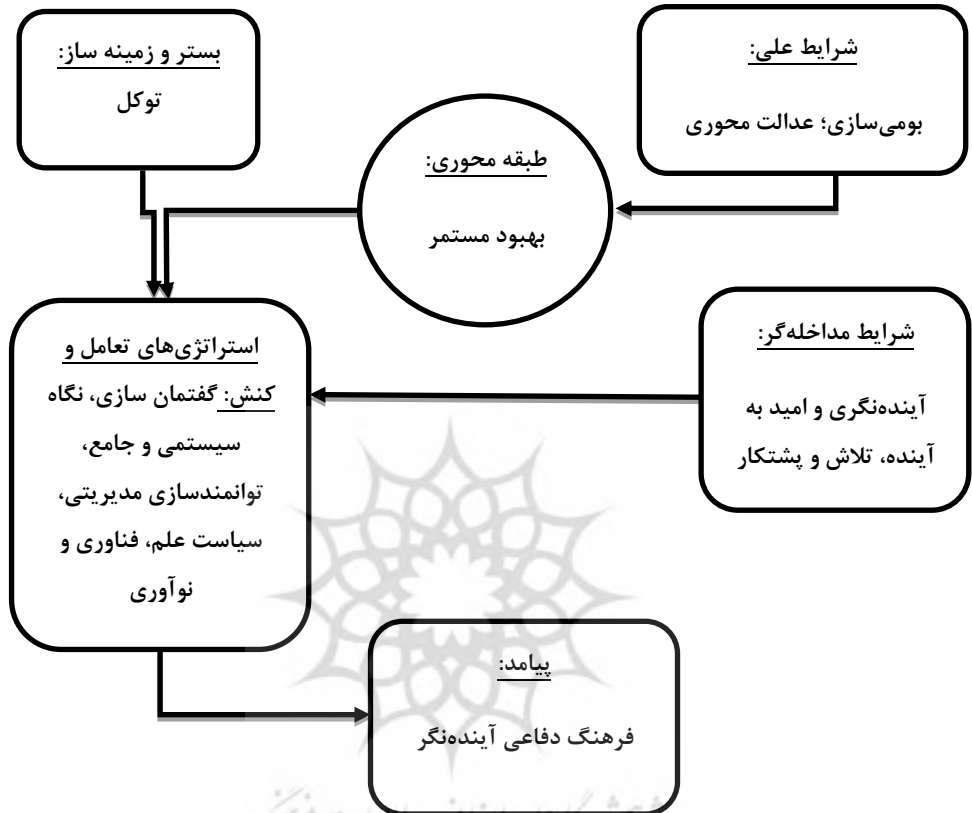 شرایط علی:
بومی‌سازی؛ عدالت محوری
بستر و زمینه ساز:
توکل
طبقه محوری:
بهبود مستمر
شرایط مداخله‌گر:
آینده‌نگری و امید به
آینده، تلاش و پشتکار
استراتژی‌های تعامل و
کنش: گفتمان سازی، نگاه
سیستمی و جامع،
توانمندسازی مدیریتی،
سیاست علم، فناوری و
نوآوری
پیامد:
فرهنگ دفاعی آینده‌نگر